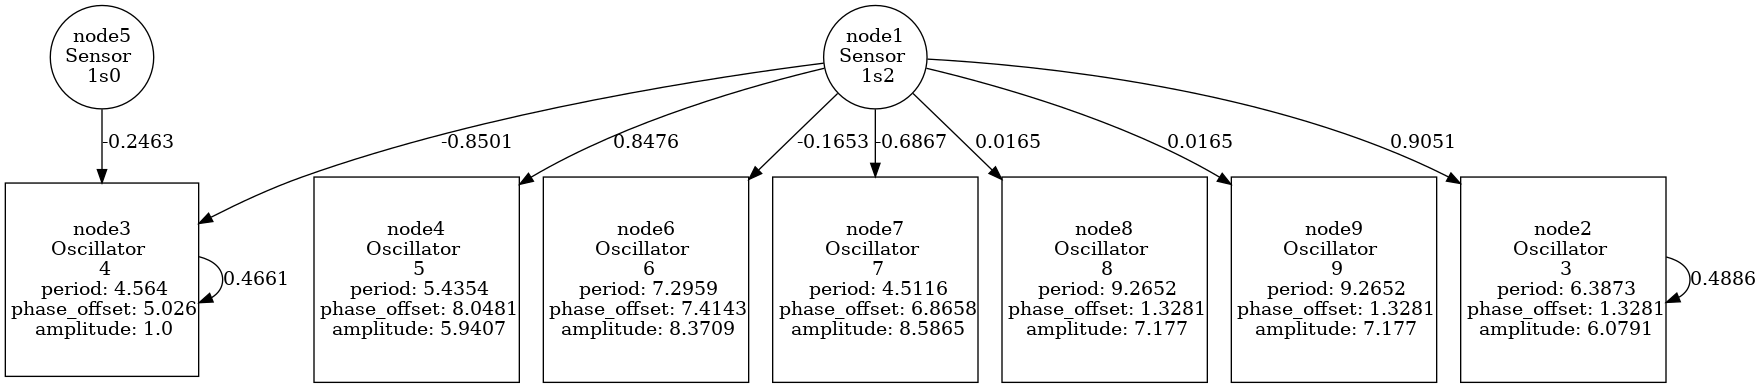 node5
Sensor
1s0
node1
Sensor
1s2
-0.2463
-0.8501
0.8476
-0.1653
-0.6867
0.0165
0.0165
0.9051
node3
Oscillator
4
period: 4.564
phase_offset: 5.026
amplitude: 1.0
0.4661
node4
Oscillator
5
period: 5.4354
phase_offset: 8.0481
amplitude: 5.9407
node6
Oscillator
6
period: 7.2959
phase_offset: 7.4143
amplitude: 8.3709
node7
Oscillator
7
period: 4.5116
phase_offset: 6.8658
amplitude: 8.5865
node8
Oscillator
8
period: 9.2652
phase_offset: 1.3281
amplitude: 7.177
node9
Oscillator
9
period: 9.2652
phase_offset: 1.3281
amplitude: 7.177
node2
Oscillator
3
period: 6.3873
phase_offset: 1.3281
amplitude: 6.0791
0.4886